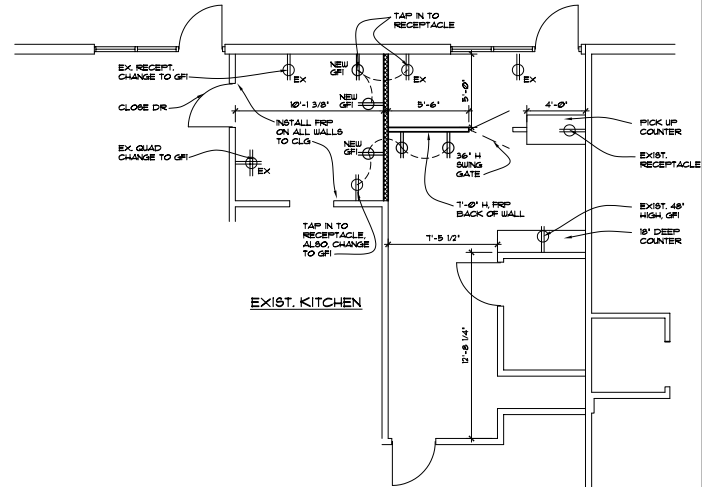 TAP IN TO
RECEPTACLE
EX. RECEPT.
CHANGE TO GFI
NEW
GFI
EX
EX
EX
CLOSE DR
NEW
GFI
10'-1 3/8"
5'-6"
5'-0"
4'-0"
INSTALL FRP
ON ALL WALLS
TO CLG
PICK UP
COUNTER
EX. QUAD
CHANGE TO GFI
EX
NEW
GFI
36" H
SWING
GATE
EXIST.
RECEPTACLE
7'-0" H, FRP
BACK OF WALL
EXIST. 48"
HIGH, GFI
TAP IN TO
RECEPTACLE,
ALSO, CHANGE
TO GFI
7'-5 1/2"
18" DEEP
COUNTER
EXIST. KITCHEN
12'-8 1/4"